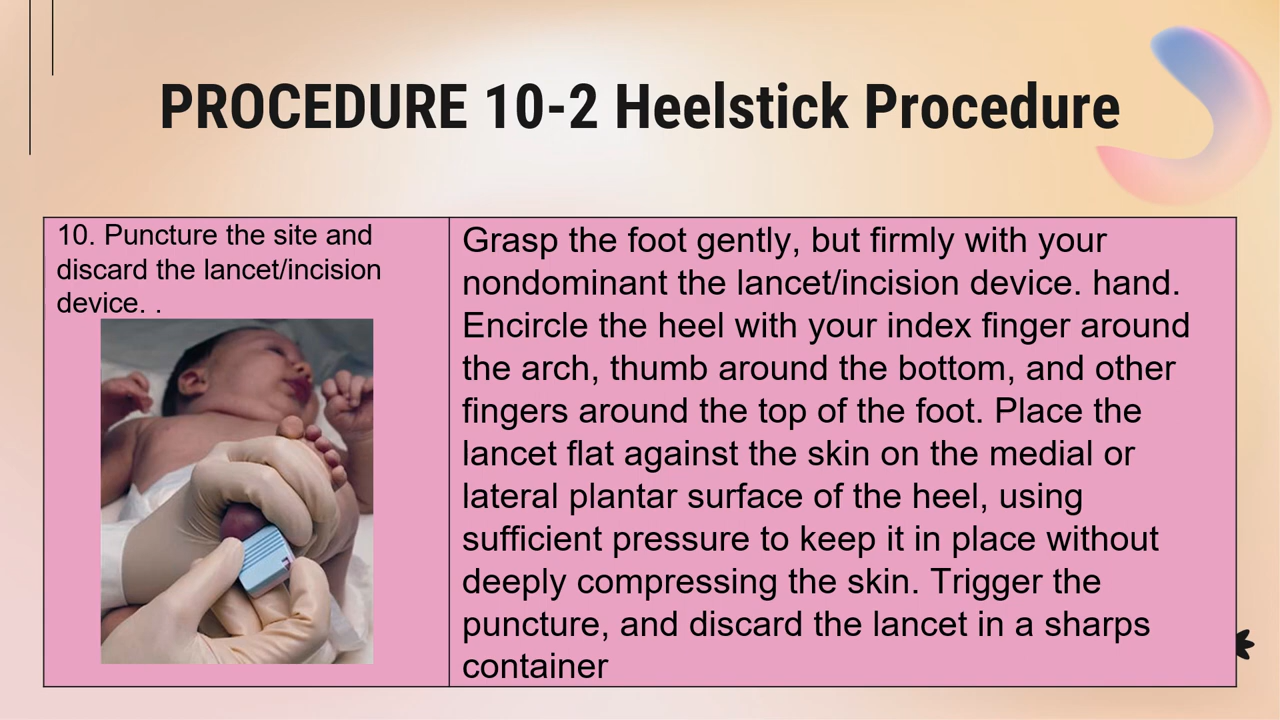 PROCEDURE 10-2 Heelstick Procedure
10. Puncture the site and
discard the lancet/incision
device. .
Grasp the foot gently, but firmly with your
nondominant the lancet/incision device. hand.
Encircle the heel with your index finger around
the arch, thumb around the bottom, and other
fingers around the top of the foot. Place the
lancet flat against the skin on the medial or
lateral plantar surface of the heel, using
sufficient pressure to keep it in place without
deeply compressing the skin. Trigger the
puncture, and discard the lancet in a sharps
container